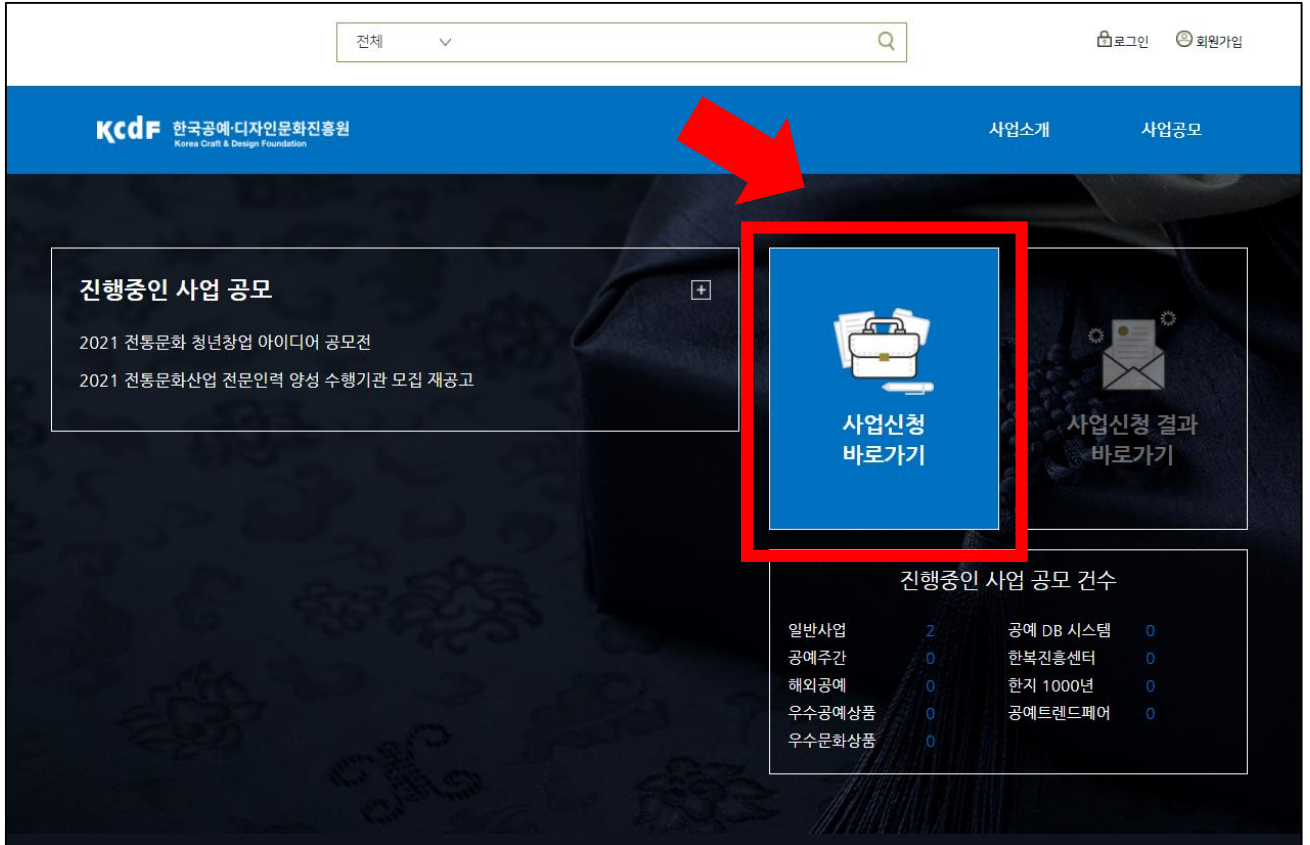 전체
로그인
회원가입
KCDF 한국공예·디자인문화진흥원
Korea Craft & Design Foundation
사업소개
사업공모
진행중인 사업 공모
2021 전통문화 청년창업 아이디어 공모전
2021 전통문화산업 전문인력 양성 수행기관 모집 재공고
사업신청
바로가기
사업신청 결과
바로가기
진행중인 사업 공모 건수
일반사업 2 공예 DB 시스템 0
공예주간 0 한복진흥센터 0
해외공예 0 한지 1000년 0
우수공예상품 0 공예트렌드페어 0
우수문화상품 0